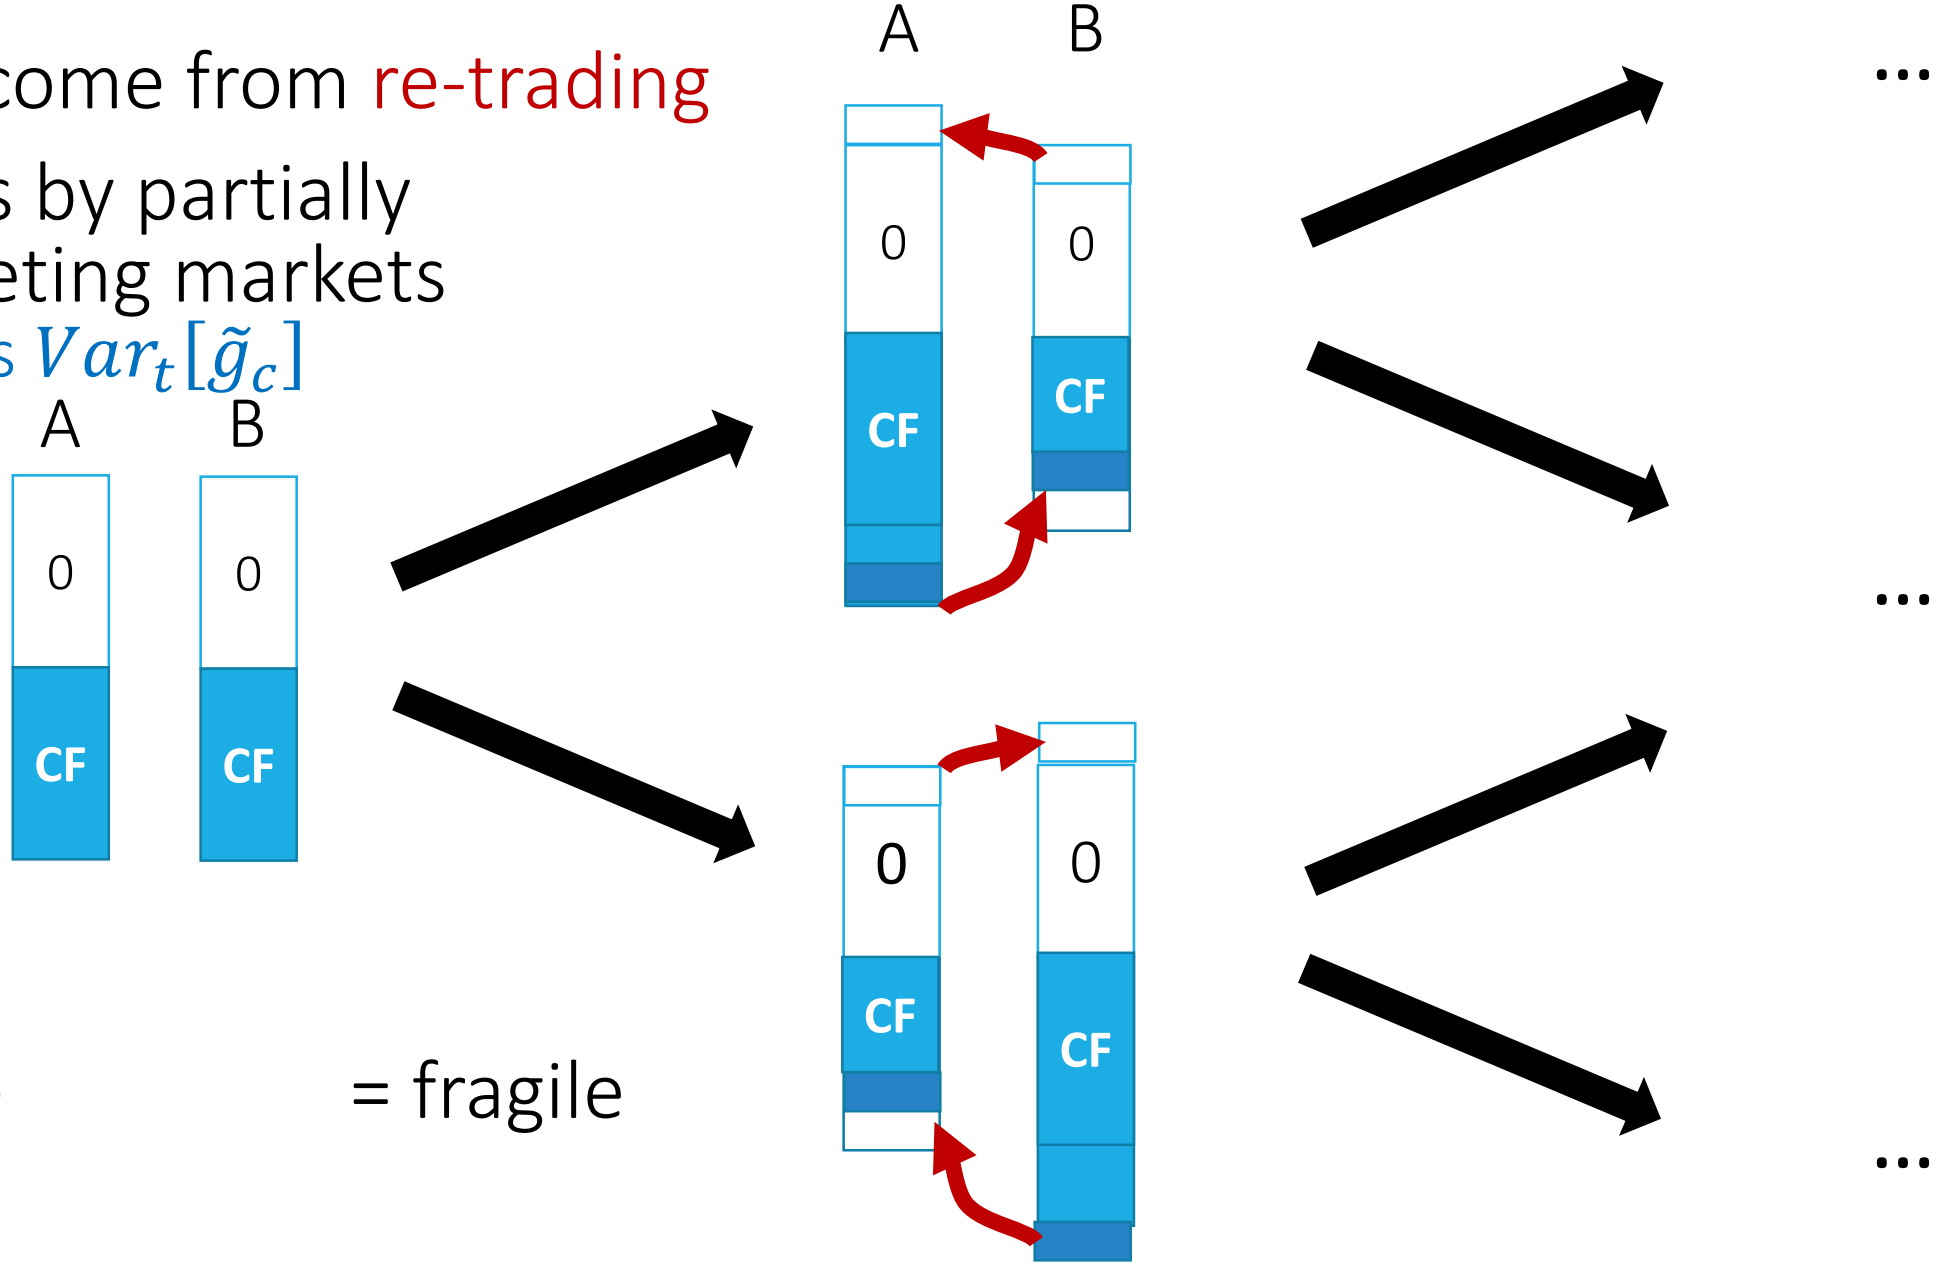 come from re-trading
s by partially
eting markets
s Var_t[g̃_c]
A B
0 0
CF CF
= fragile
A B
0 0
CF CF
0 0
CF CF
...
...
...